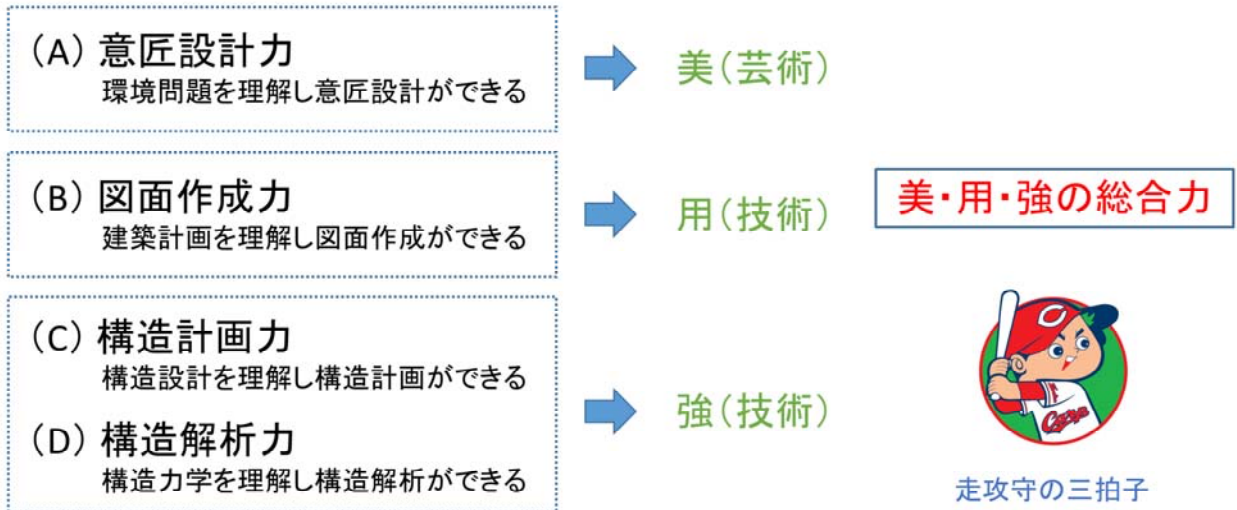 (A) 意匠設計力
環境問題を理解し意匠設計ができる
美(芸術)
(B) 図面作成力
建築計画を理解し図面作成ができる
用(技術)
美・用・強の総合力
(C) 構造計画力
構造設計を理解し構造計画ができる
(D) 構造解析力
構造力学を理解し構造解析ができる
強(技術)
C
Carp
走攻守の三拍子